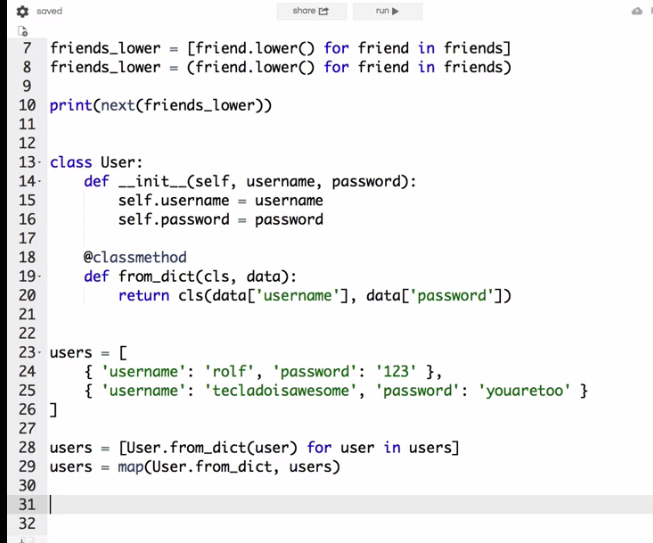 saved
share
run
7 friends_lower = [friend.lower() for friend in friends]
8 friends_lower = (friend.lower() for friend in friends)
9
10 print(next(friends_lower))
11
12
13 class User:
14     def __init__(self, username, password):
15         self.username = username
16         self.password = password
17
18     @classmethod
19     def from_dict(cls, data):
20         return cls(data['username'], data['password'])
21
22
23 users = [
24     { 'username': 'rolf', 'password': '123' },
25     { 'username': 'tecladoisawesome', 'password': 'youaretoo' }
26 ]
27
28 users = [User.from_dict(user) for user in users]
29 users = map(User.from_dict, users)
30
31
32